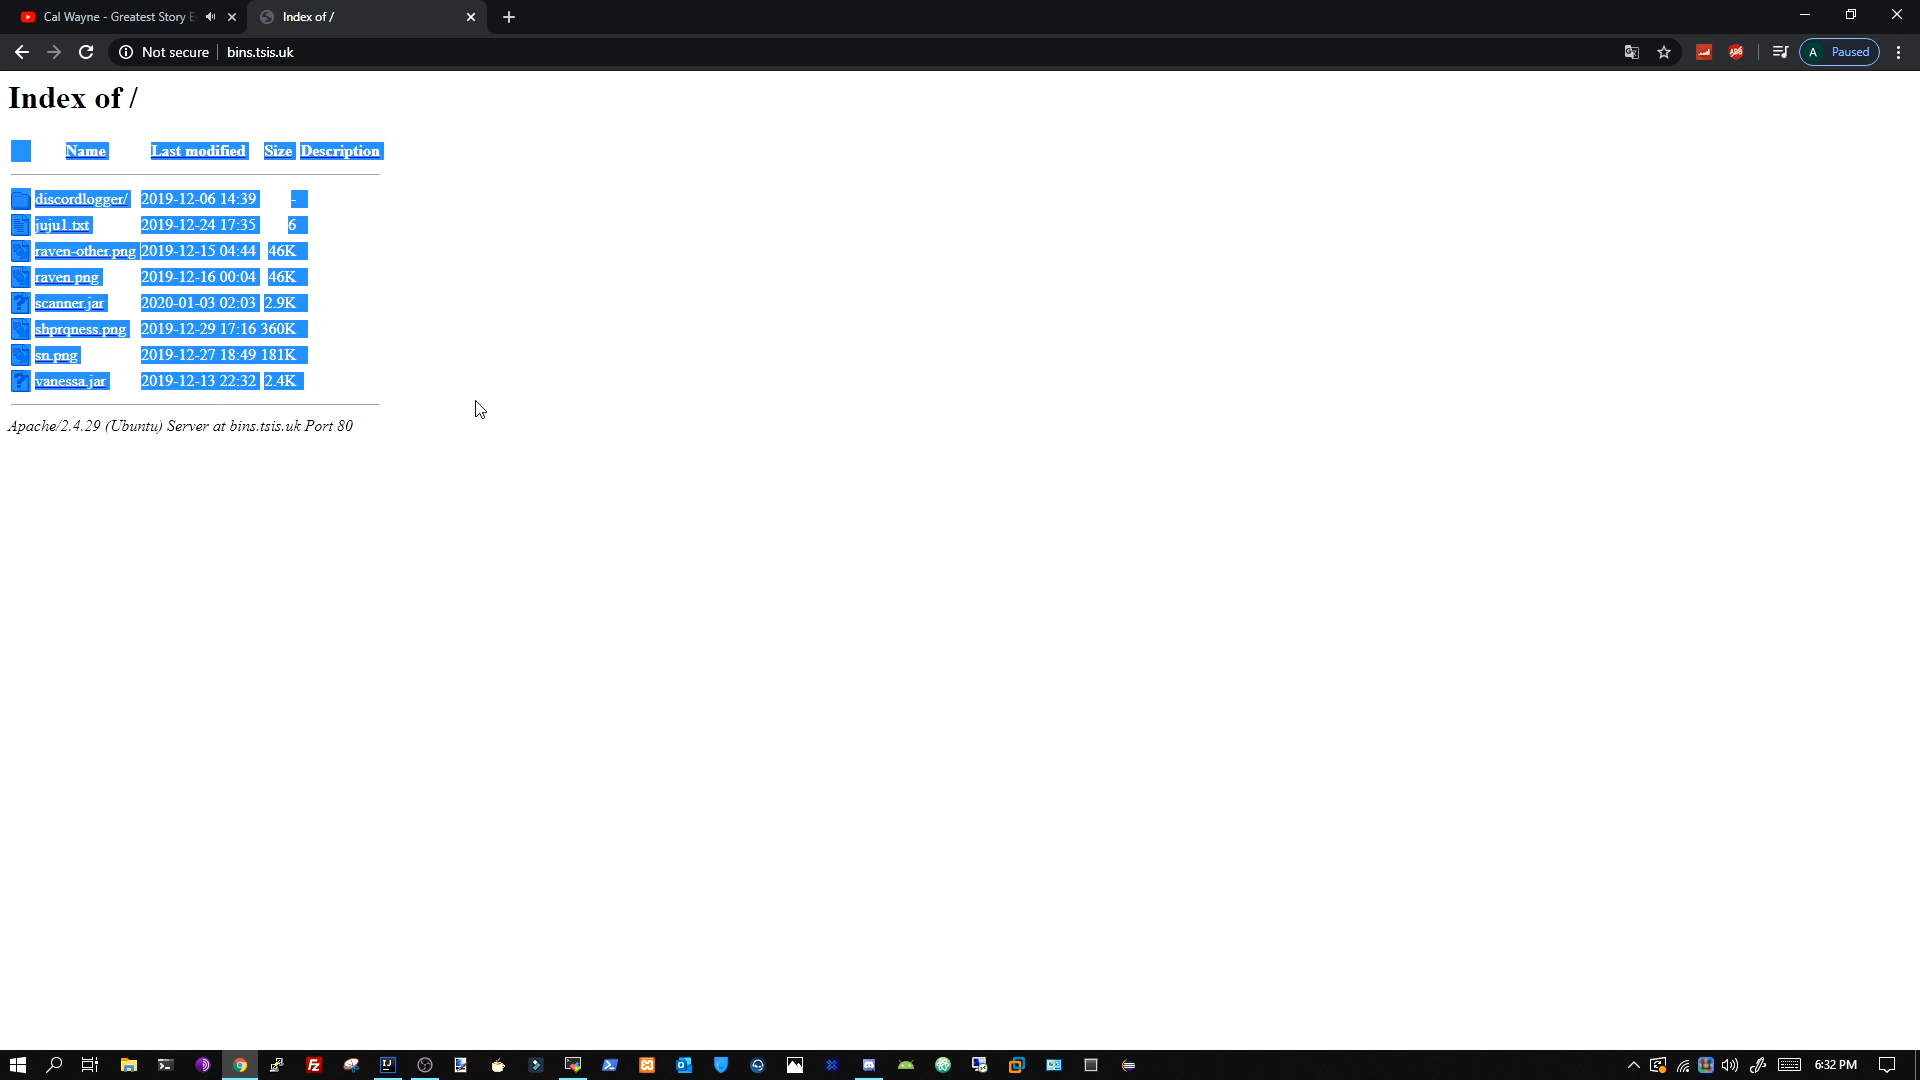 Cal Wayne - Greatest Story E
Index of /
Not secure
bins.tsis.uk
A Paused
Index of /
Name Last modified Size Description
discordlogger/ 2019-12-06 14:39 -
juju1.txt 2019-12-24 17:35 6
raven-other.png 2019-12-15 04:44 46K
raven.png 2019-12-16 00:04 46K
scanner.jar 2020-01-03 02:03 2.9K
shprqness.png 2019-12-29 17:16 360K
sn.png 2019-12-27 18:49 181K
vanessa.jar 2019-12-13 22:32 2.4K
Apache/2.4.29 (Ubuntu) Server at bins.tsis.uk Port 80
6:32 PM